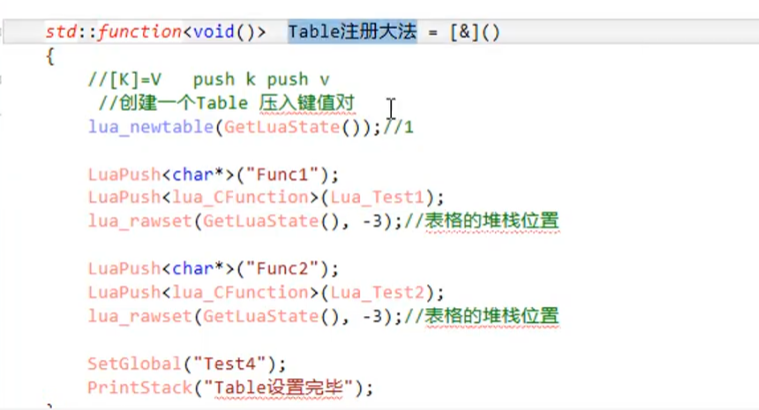 std::function<void()>  Table注册大法 = [&]()
{
//[K]=V   push k push v
//创建一个Table 压入键值对
lua_newtable(GetLuaState());//1
LuaPush<char*>("Func1");
LuaPush<lua_CFunction>(Lua_Test1);
lua_rawset(GetLuaState(), -3);//表格的堆栈位置
LuaPush<char*>("Func2");
LuaPush<lua_CFunction>(Lua_Test2);
lua_rawset(GetLuaState(), -3);//表格的堆栈位置
SetGlobal("Test4");
PrintStack("Table设置完毕");